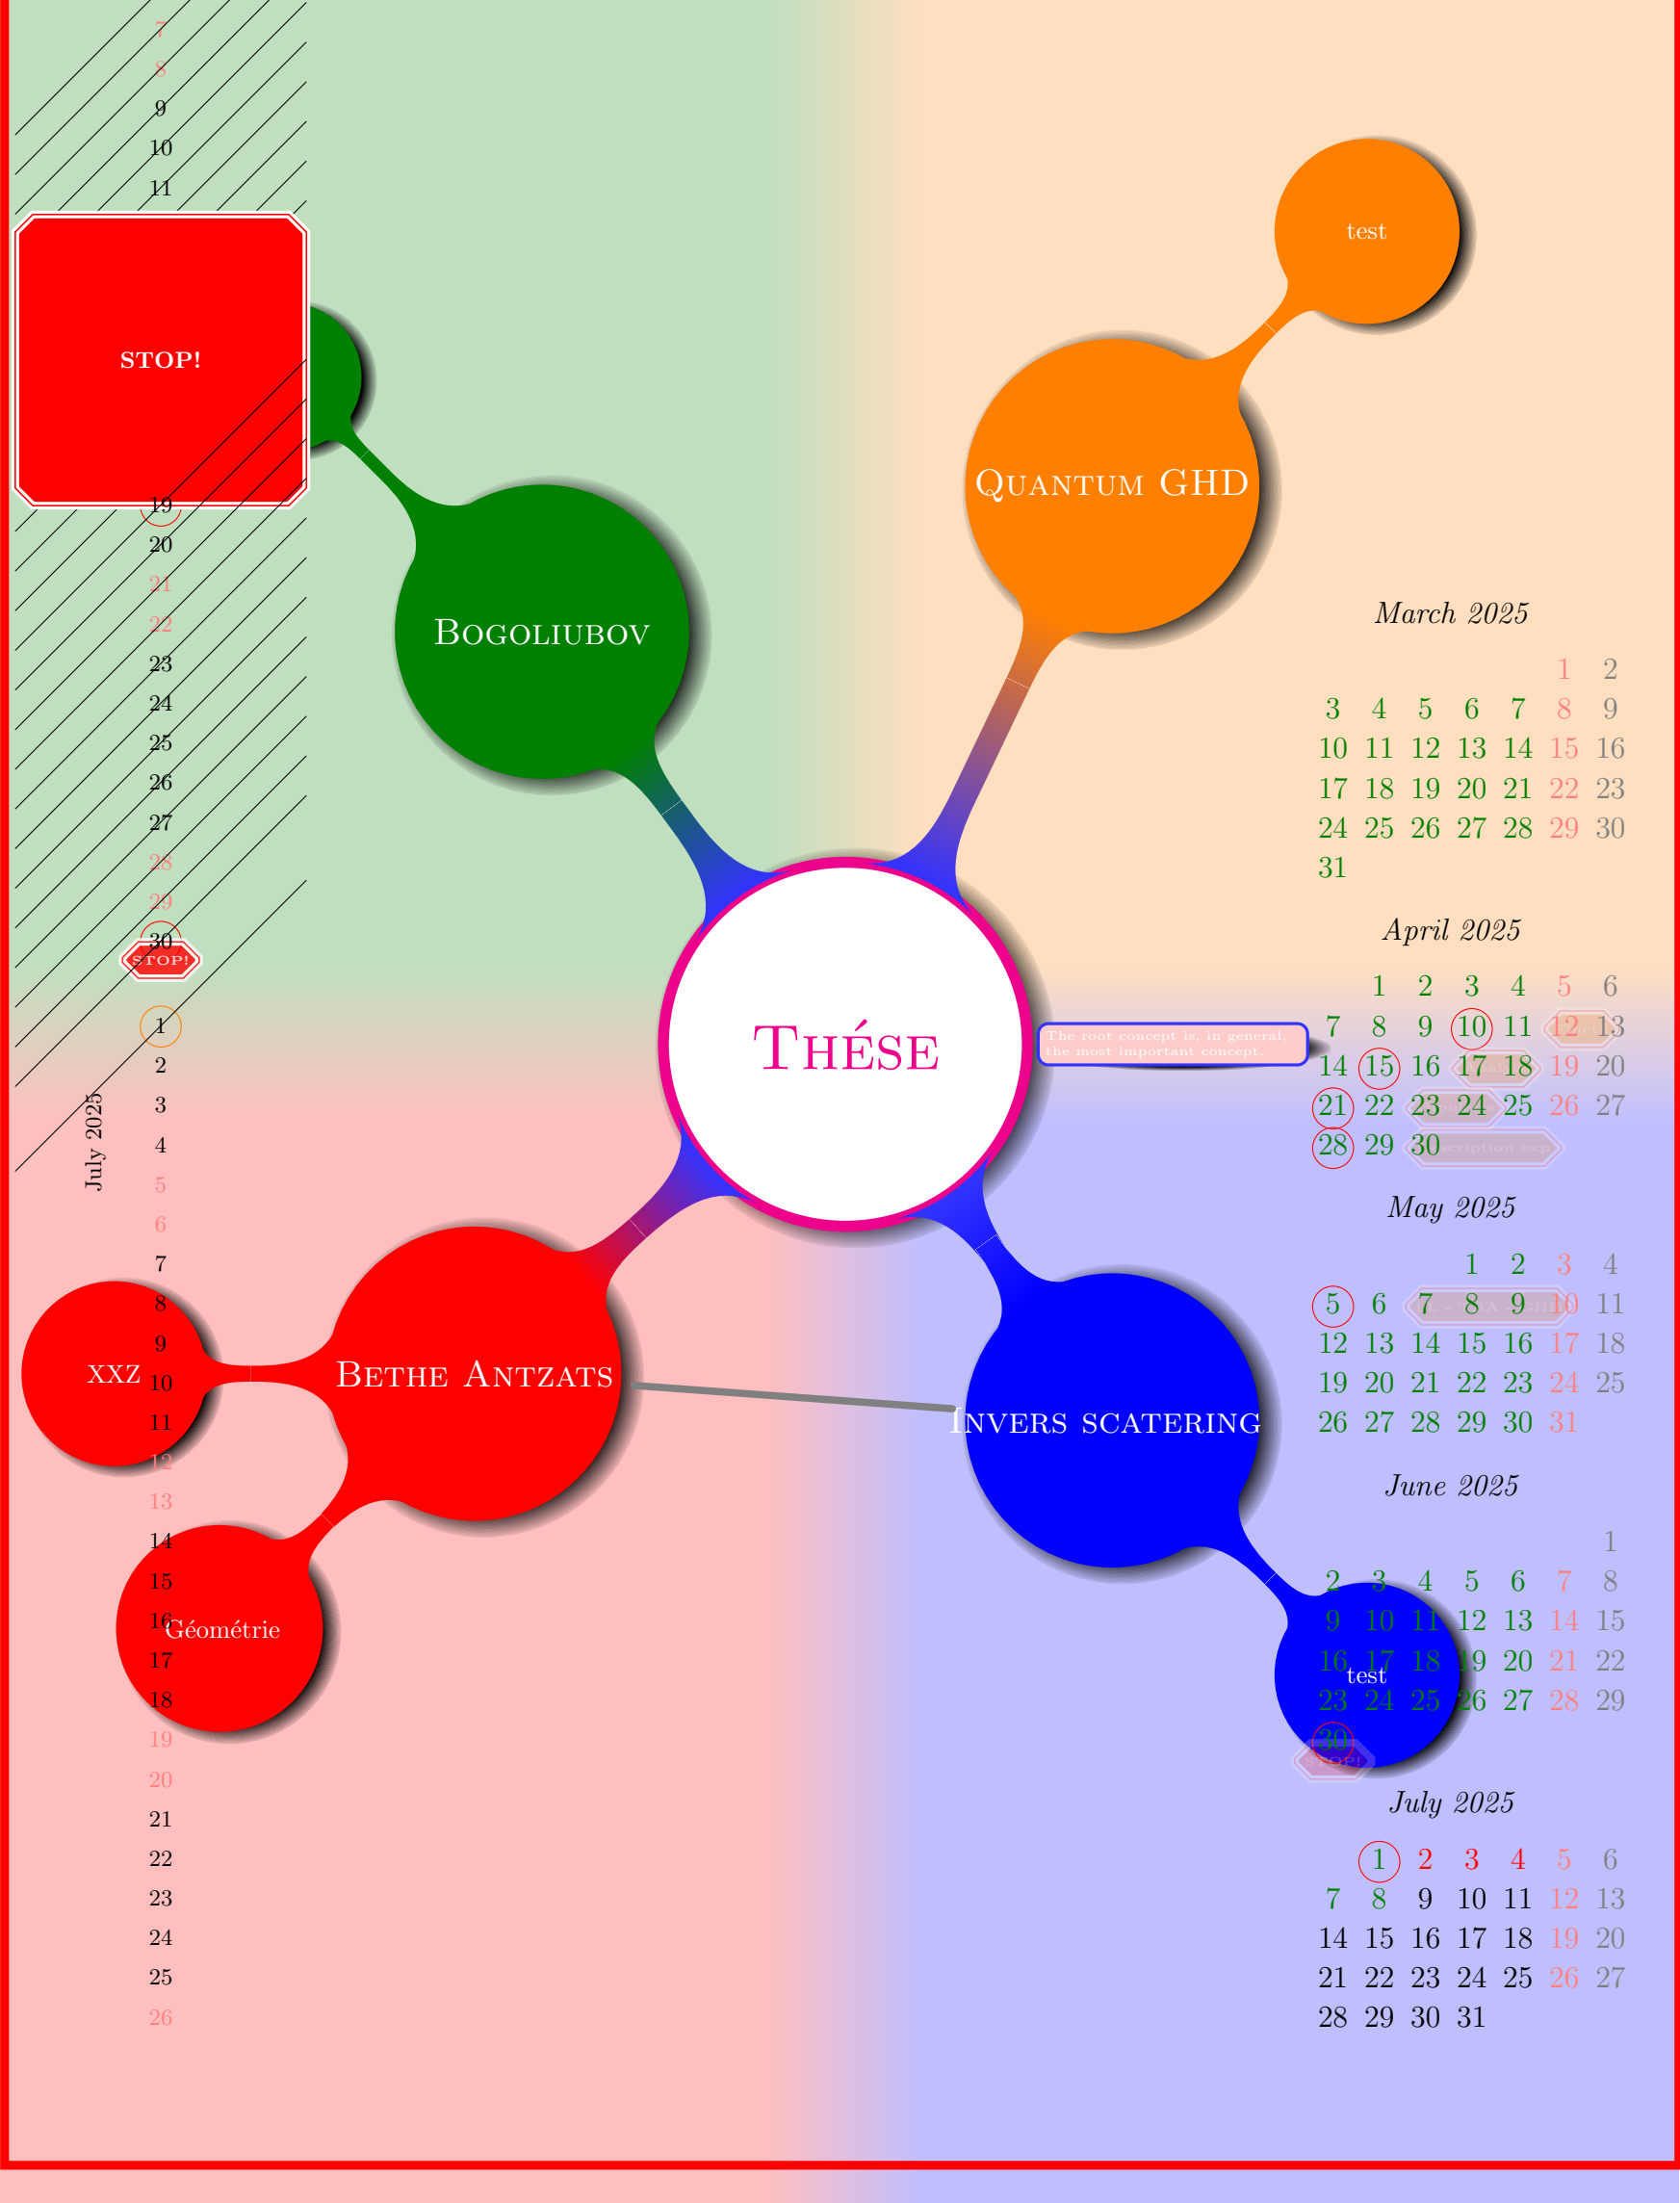 7
8
9
10
11
STOP!
19
20
21
22
23
24
25
26
27
28
29
30
STOP!
1
2
3
4
5
6
7
8
9
10
11
12
13
14
15
16
17
18
19
20
21
22
23
24
25
26
July 2025
Bogoliubov
Quantum GHD
test
Thése
The root concept is, in general,
the most important concept.
Bethe Antzats
XXZ
Géométrie
Invers scatering
test
March 2025
1 2
3 4 5 6 7 8 9
10 11 12 13 14 15 16
17 18 19 20 21 22 23
24 25 26 27 28 29 30
31
April 2025
1 2 3 4 5 6
7 8 9 10 11 12 13
14 15 16 17 18 19 20
21 22 23 24 25 26 27
28 29 30
exp
May 2025
1 2 3 4
5 6 7 8 9 10 11
12 13 14 15 16 17 18
19 20 21 22 23 24 25
26 27 28 29 30 31
June 2025
1
2 3 4 5 6 7 8
9 10 11 12 13 14 15
16 17 18 19 20 21 22
23 24 25 26 27 28 29
30
STOP!
July 2025
1 2 3 4 5 6
7 8 9 10 11 12 13
14 15 16 17 18 19 20
21 22 23 24 25 26 27
28 29 30 31